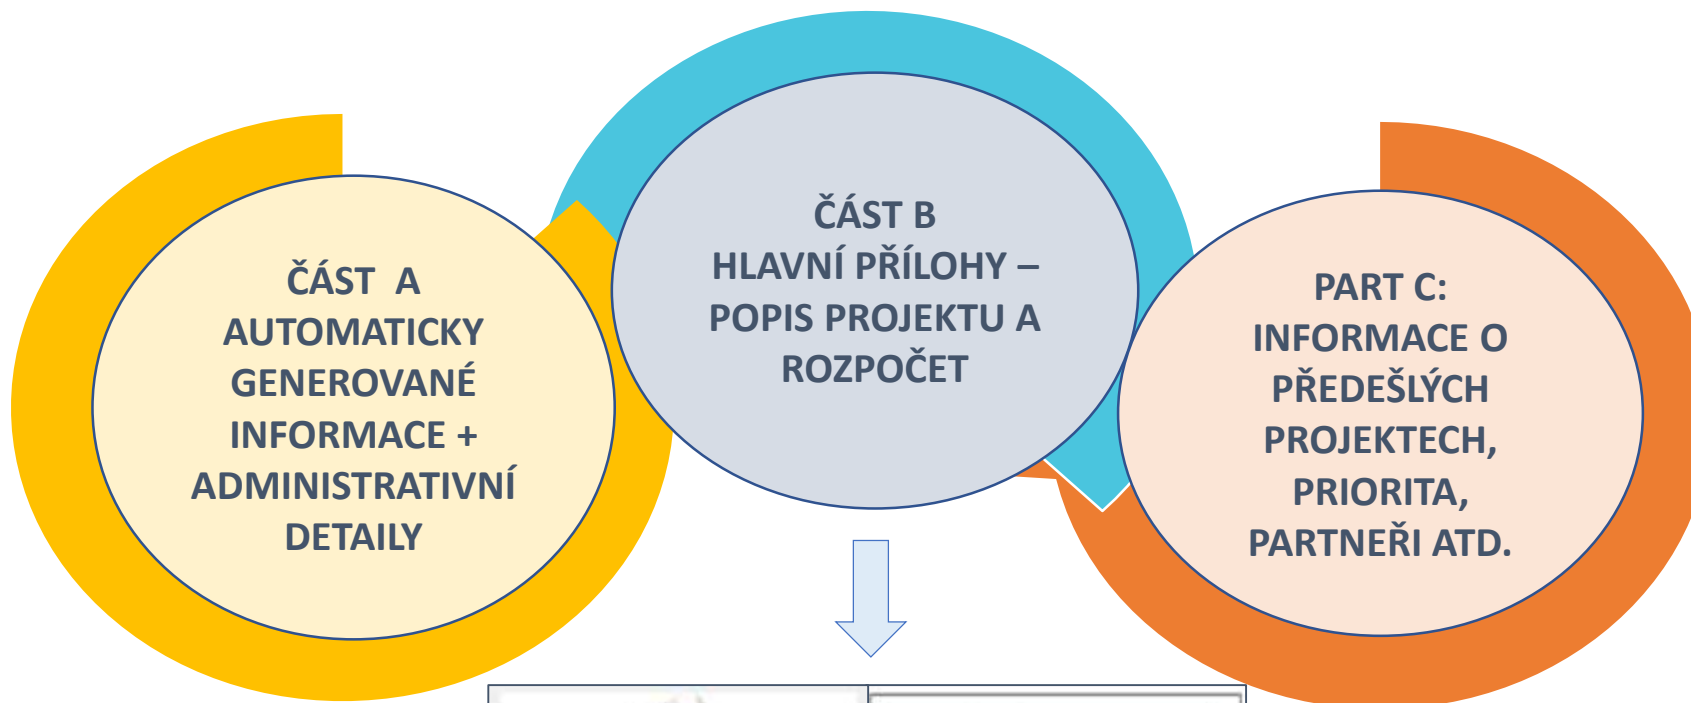 ČÁST  A
AUTOMATICKY
GENEROVANÉ
INFORMACE +
ADMINISTRATIVNÍ
DETAILY
ČÁST B
HLAVNÍ PŘÍLOHY –
POPIS PROJEKTU A
ROZPOČET
PART C:
INFORMACE O
PŘEDEŠLÝCH
PROJEKTECH,
PRIORITA,
PARTNEŘI ATD.